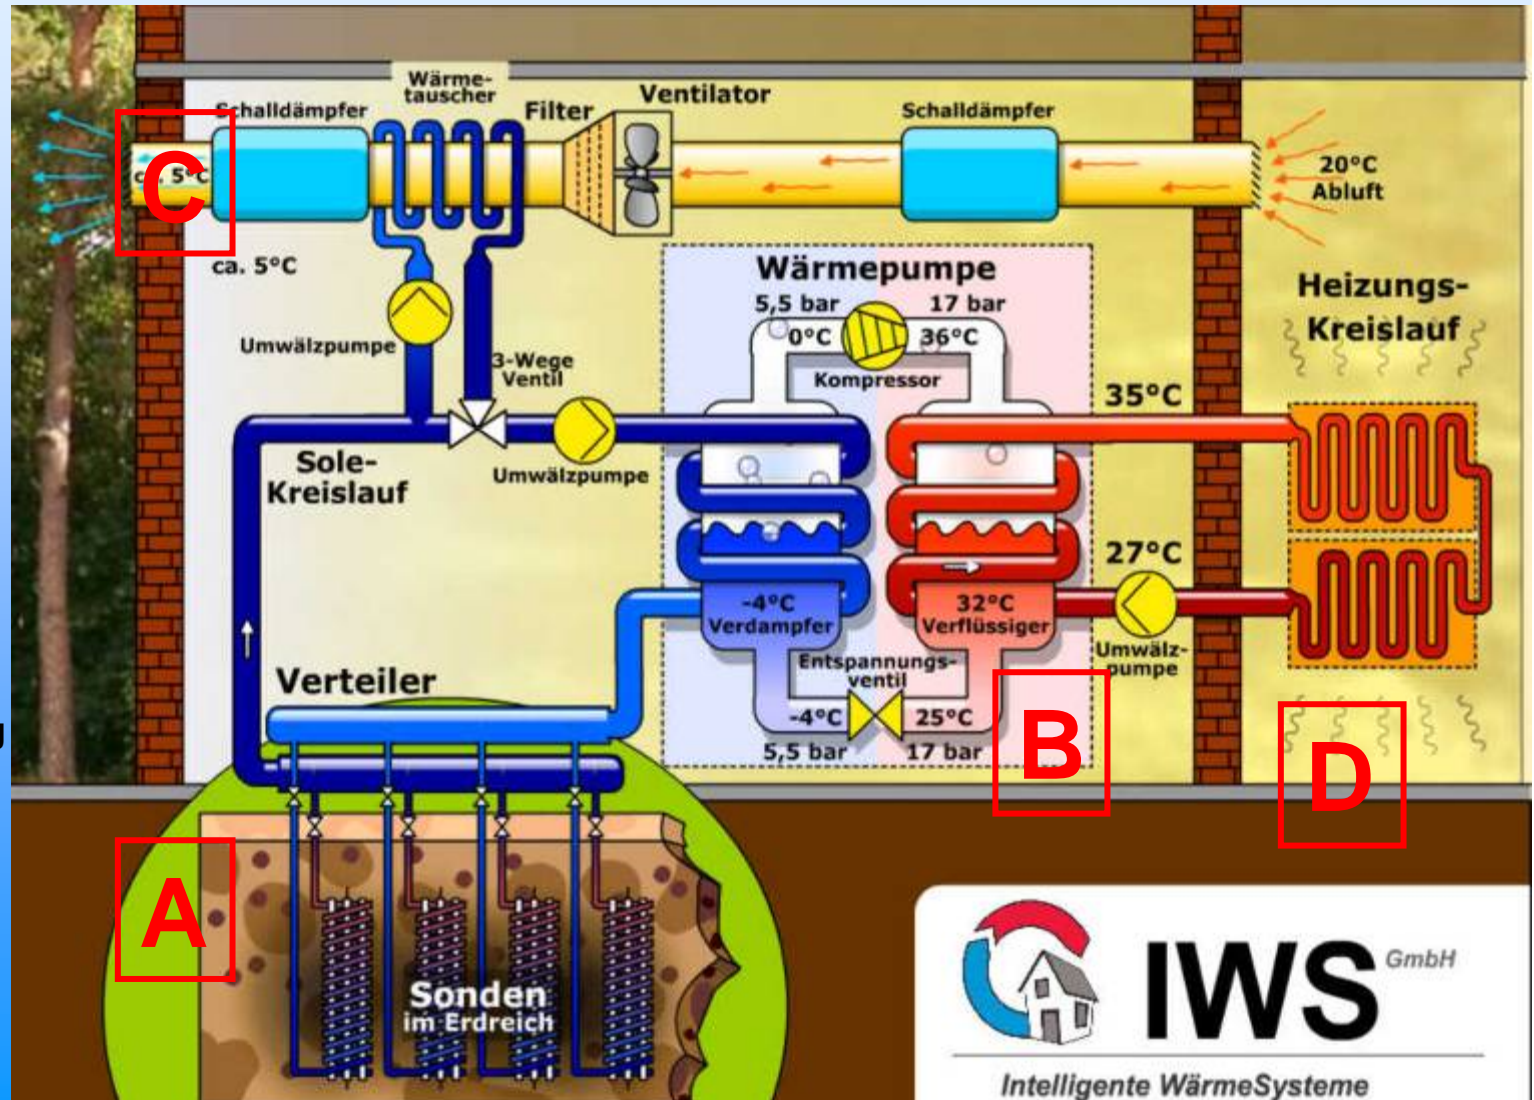 Wärme-
tauscher
Schalldämpfer
Filter
Ventilator
Schalldämpfer
C
5°C
20°C
Abluft
ca. 5°C
Wärmepumpe
5,5 bar
17 bar
0°C
36°C
Kompressor
Heizungs-
Kreislauf
Umwälzpumpe
3-Wege
Ventil
35°C
Sole-
Kreislauf
Umwälzpumpe
27°C
-4°C
Verdampfer
32°C
Verflüssiger
Umwälz-
pumpe
Entspannungs-
ventil
Verteiler
-4°C
25°C
5,5 bar
17 bar
B
D
A
Sonden
im Erdreich
IWS GmbH
Intelligente WärmeSysteme